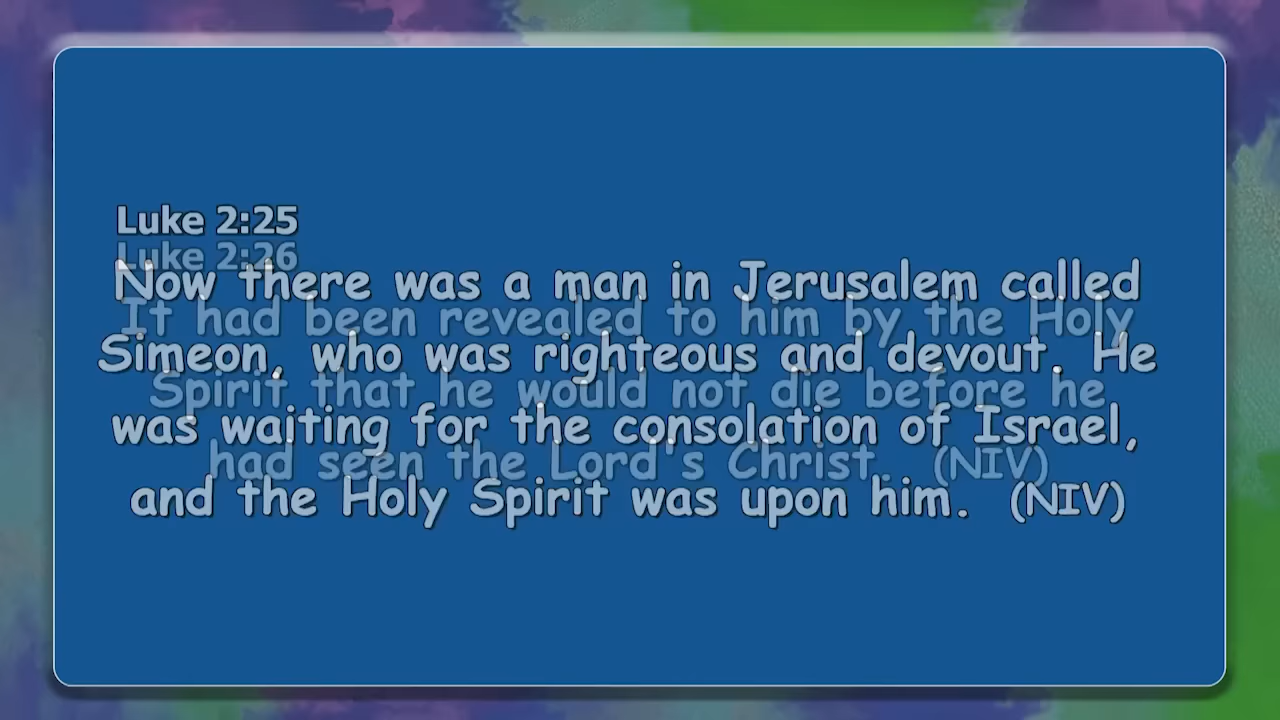 Luke 2:25
Now there was a man in Jerusalem called
Simeon, who was righteous and devout. He
was waiting for the consolation of Israel,
and the Holy Spirit was upon him. (NIV)
Luke 2:26
It had been revealed to him by the Holy
Spirit that he would not die before he
had seen the Lord's Christ. (NIV)